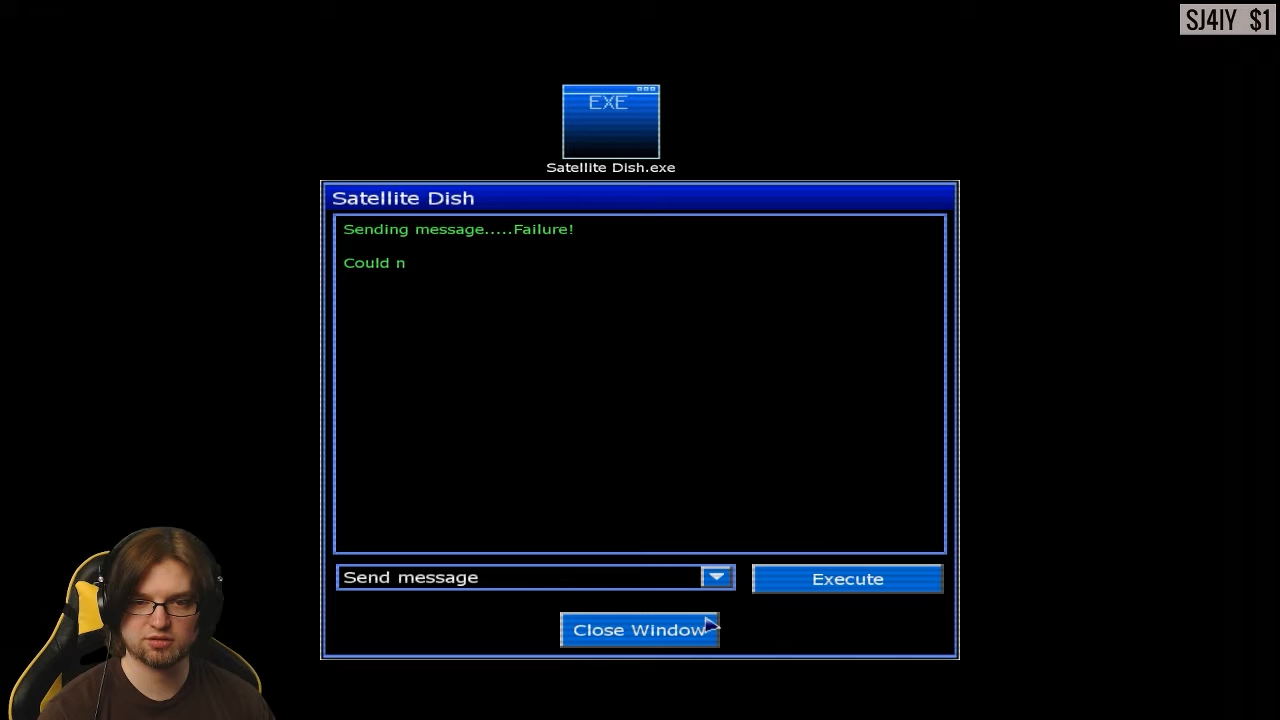 SJ4IY $1
EXE
Satellite Dish.exe
Satellite Dish
Sending message.....Failure!
Could n
Send message
Execute
Close Window